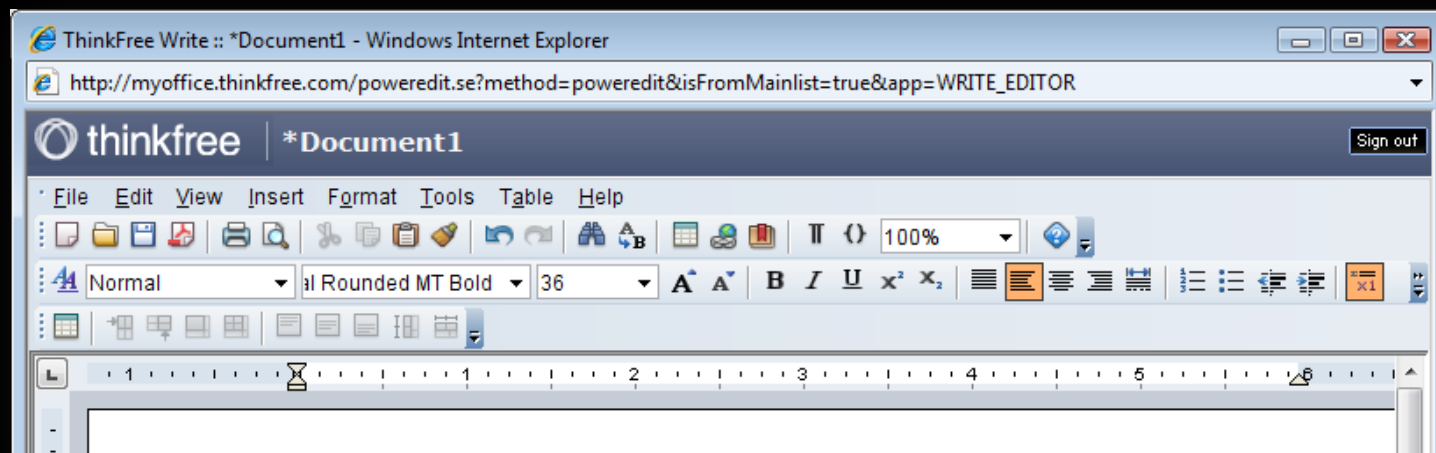 ThinkFree Write :: *Document1 - Windows Internet Explorer
http://myoffice.thinkfree.com/poweredit.se?method=poweredit&isFromMainlist=true&app=WRITE_EDITOR
thinkfree *Document1 Sign out
File Edit View Insert Format Tools Table Help
100%
Normal al Rounded MT Bold 36 A A B I U x² x₂
L 1 1 2 3 4 5 6